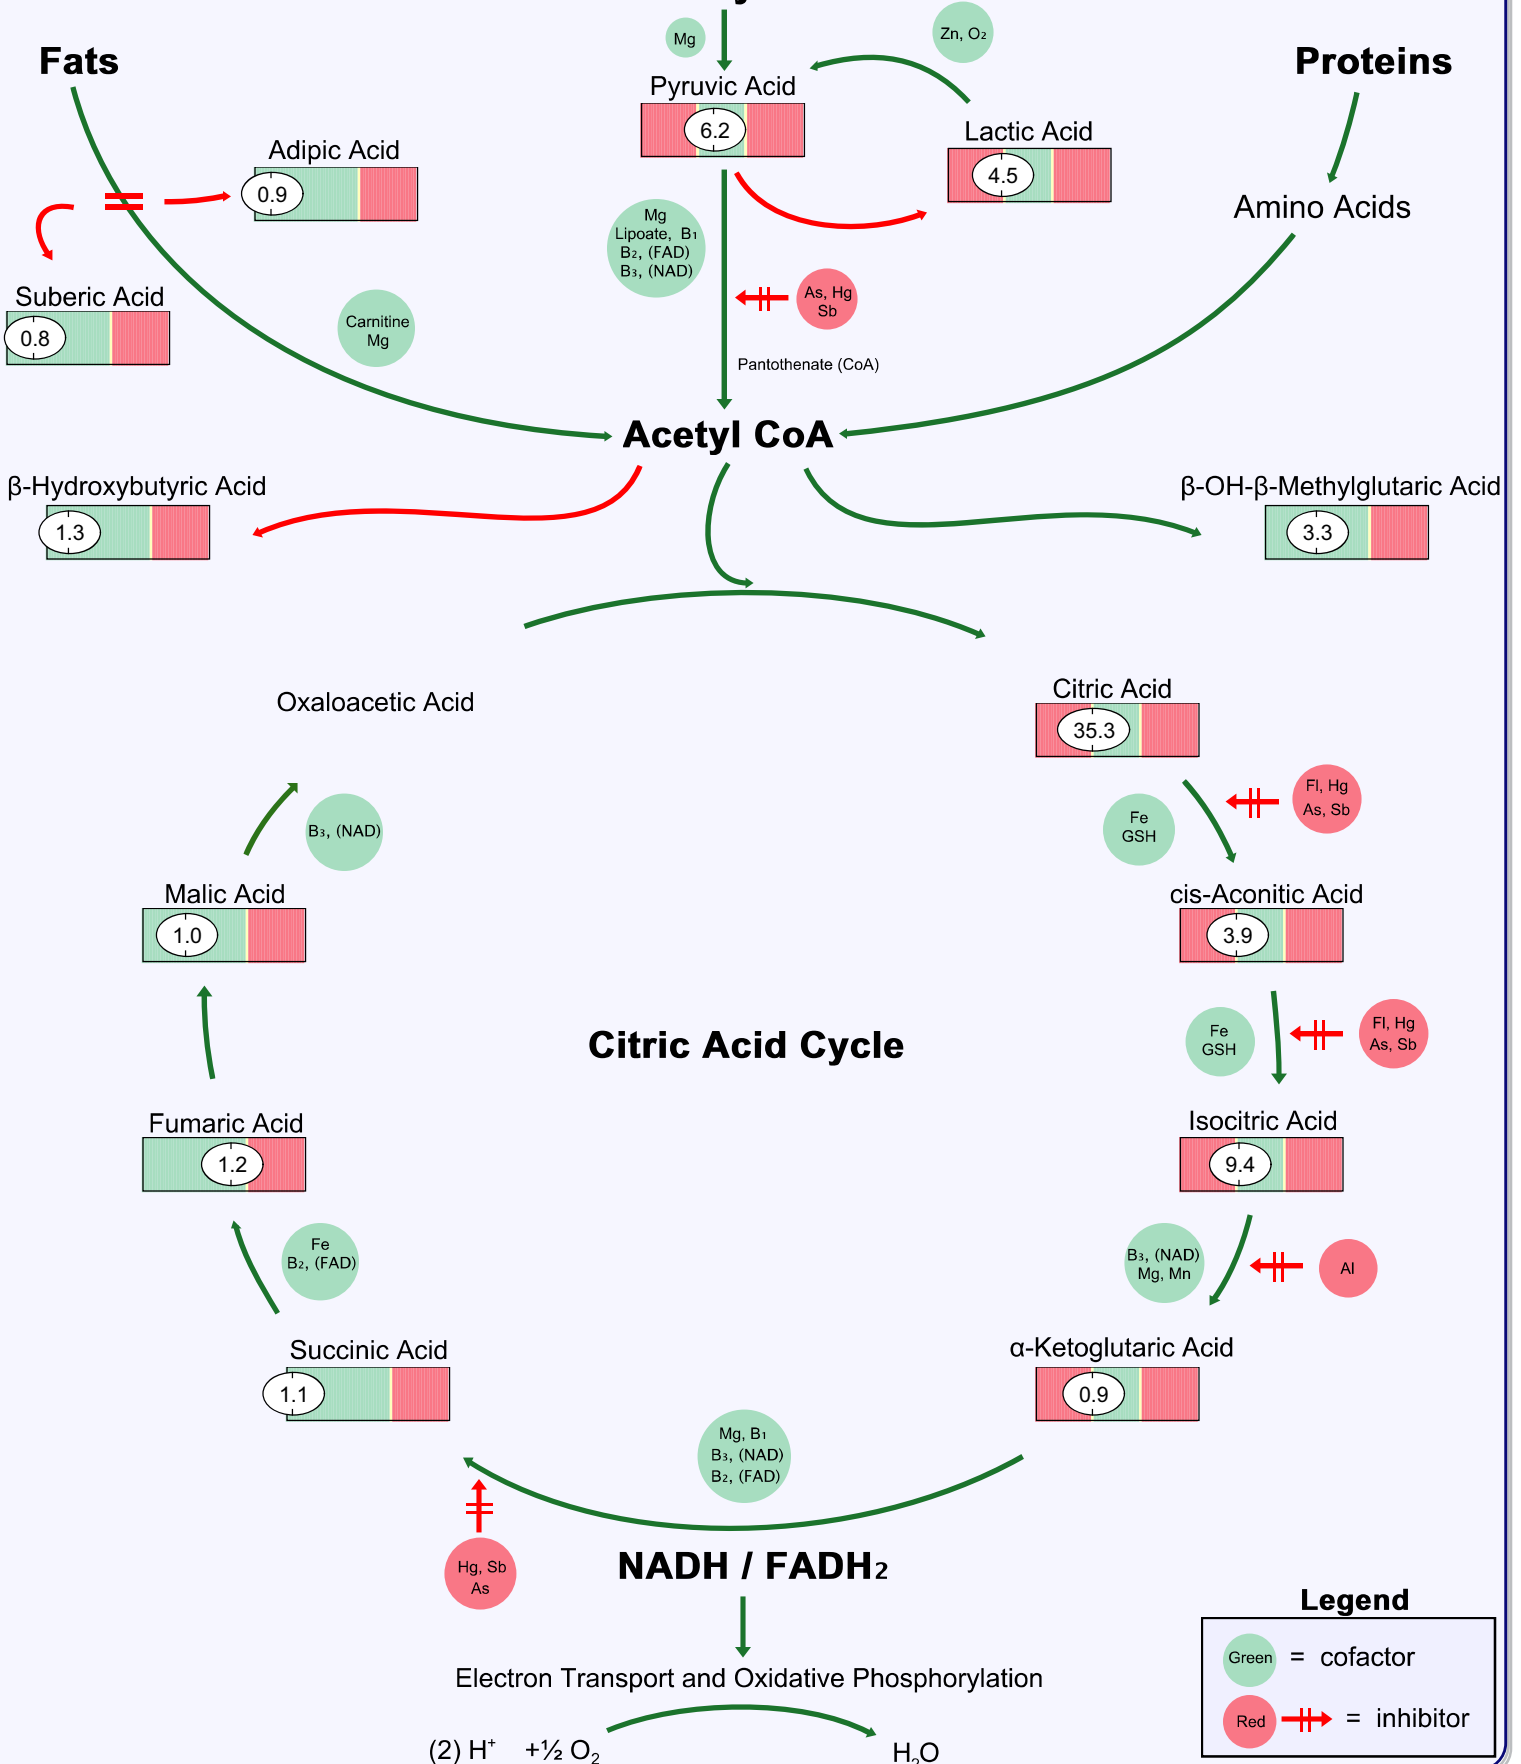 Mg
Zn, O₂
Fats
Proteins
Pyruvic Acid
6.2
Lactic Acid
4.5
Adipic Acid
0.9
Amino Acids
Mg
Lipoate, B₁
B₂, (FAD)
B₃, (NAD)
As, Hg
Sb
Suberic Acid
0.8
Carnitine
Mg
Pantothenate (CoA)
Acetyl CoA
β-Hydroxybutyric Acid
1.3
β-OH-β-Methylglutaric Acid
3.3
Oxaloacetic Acid
Citric Acid
35.3
Fl, Hg
As, Sb
Fe
GSH
B₃, (NAD)
Malic Acid
1.0
cis-Aconitic Acid
3.9
Citric Acid Cycle
Fe
GSH
Fl, Hg
As, Sb
Fumaric Acid
1.2
Isocitric Acid
9.4
Fe
B₂, (FAD)
B₃, (NAD)
Mg, Mn
Al
Succinic Acid
1.1
α-Ketoglutaric Acid
0.9
Mg, B₁
B₃, (NAD)
B₂, (FAD)
Hg, Sb
As
NADH / FADH₂
Electron Transport and Oxidative Phosphorylation
(2) H⁺ +½ O₂
H₂O
Legend
Green = cofactor
Red = inhibitor